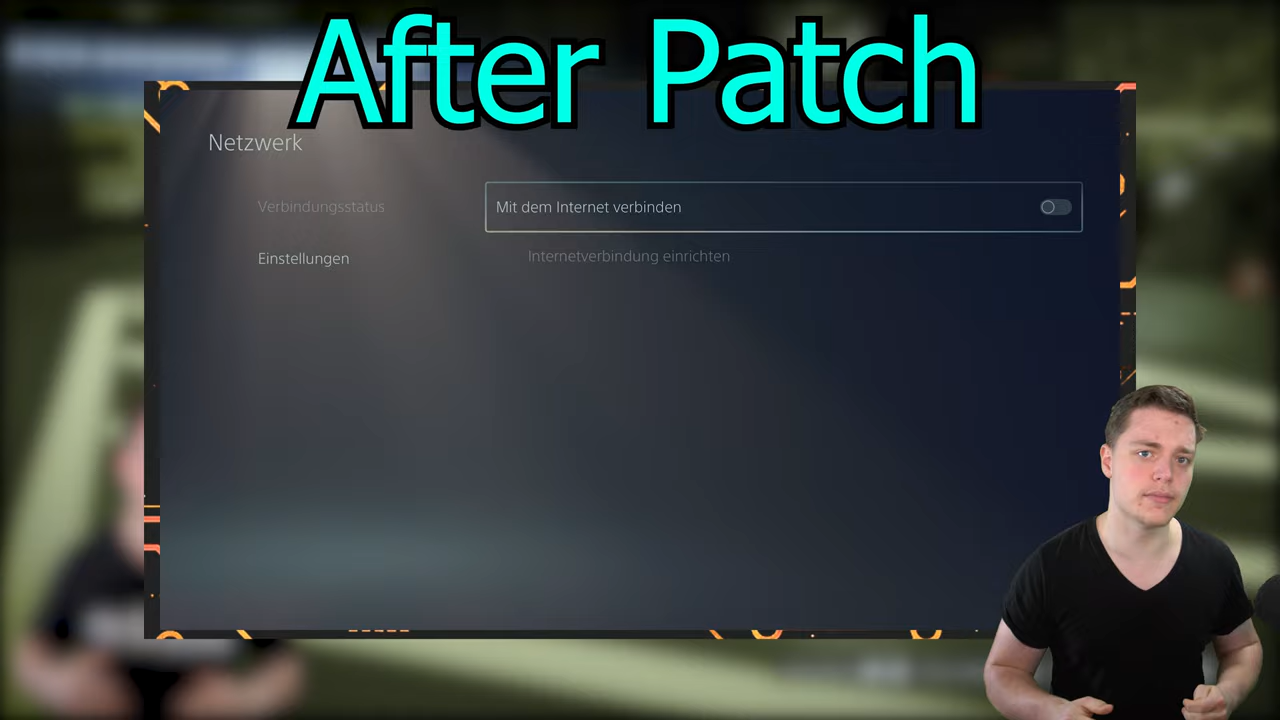 After Patch
Netzwerk
Verbindungsstatus
Mit dem Internet verbinden
Einstellungen
Internetverbindung einrichten